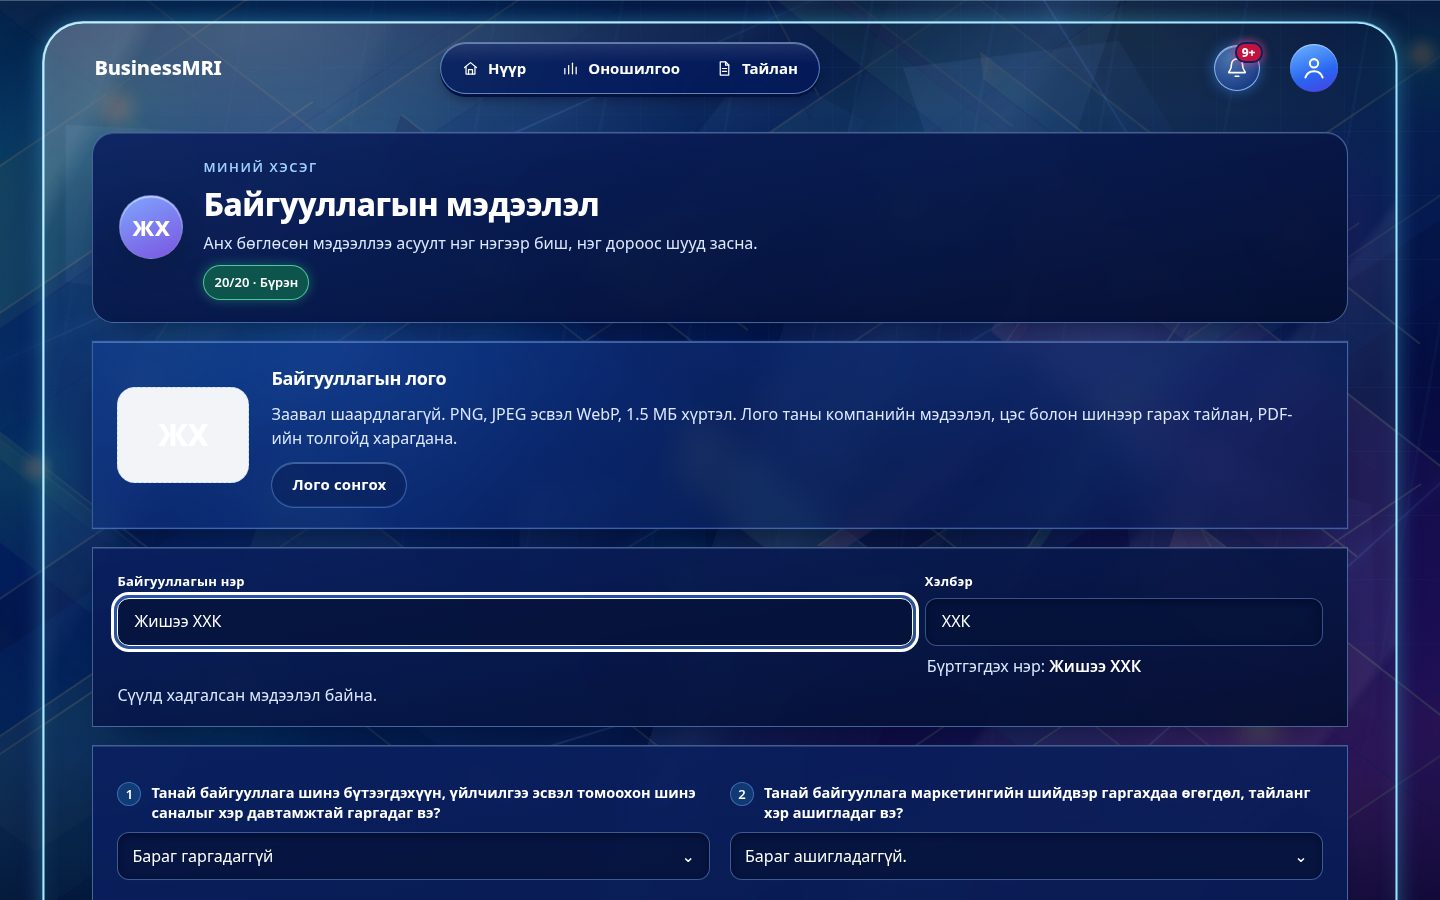 BusinessMRI
Нүүр
Оношилгоо
Тайлан
9+
МИНИЙ ХЭСЭГ
ЖХ
Байгууллагын мэдээлэл
Анх бөглөсөн мэдээллээ асуулт нэг нэгээр биш, нэг дороос шууд засна.
20/20 · Бүрэн
ЖХ
Байгууллагын лого
Заавал шаардлагагүй. PNG, JPEG эсвэл WebP, 1.5 МБ хүртэл. Лого таны компанийн мэдээлэл, цэс болон шинээр гарах тайлан, PDF-
ийн толгойд харагдана.
Лого сонгох
Байгууллагын нэр
Хэлбэр
Жишээ ХХК
ХХК
Бүртгэгдэх нэр: Жишээ ХХК
Сүүлд хадгалсан мэдээлэл байна.
1 Танай байгууллага шинэ бүтээгдэхүүн, үйлчилгээ эсвэл томоохон шинэ
саналыг хэр давтамжтай гаргадаг вэ?
Бараг гаргадаггүй
2 Танай байгууллага маркетингийн шийдвэр гаргахдаа өгөгдөл, тайланг
хэр ашигладаг вэ?
Бараг ашигладаггүй.